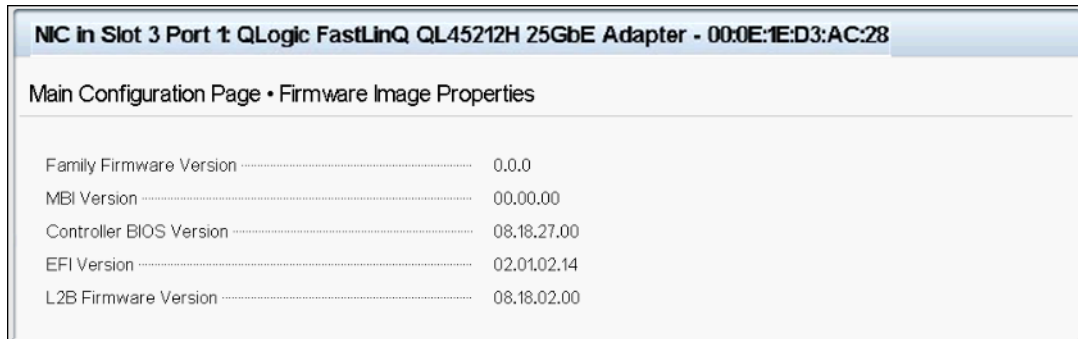 NIC in Slot 3 Port 1: QLogic FastLinQ QL45212H 25GbE Adapter - 00:0E:1E:D3:AC:28
Main Configuration Page • Firmware Image Properties
Family Firmware Version 0.0.0
MBI Version 00.00.00
Controller BIOS Version 08.18.27.00
EFI Version 02.01.02.14
L2B Firmware Version 08.18.02.00